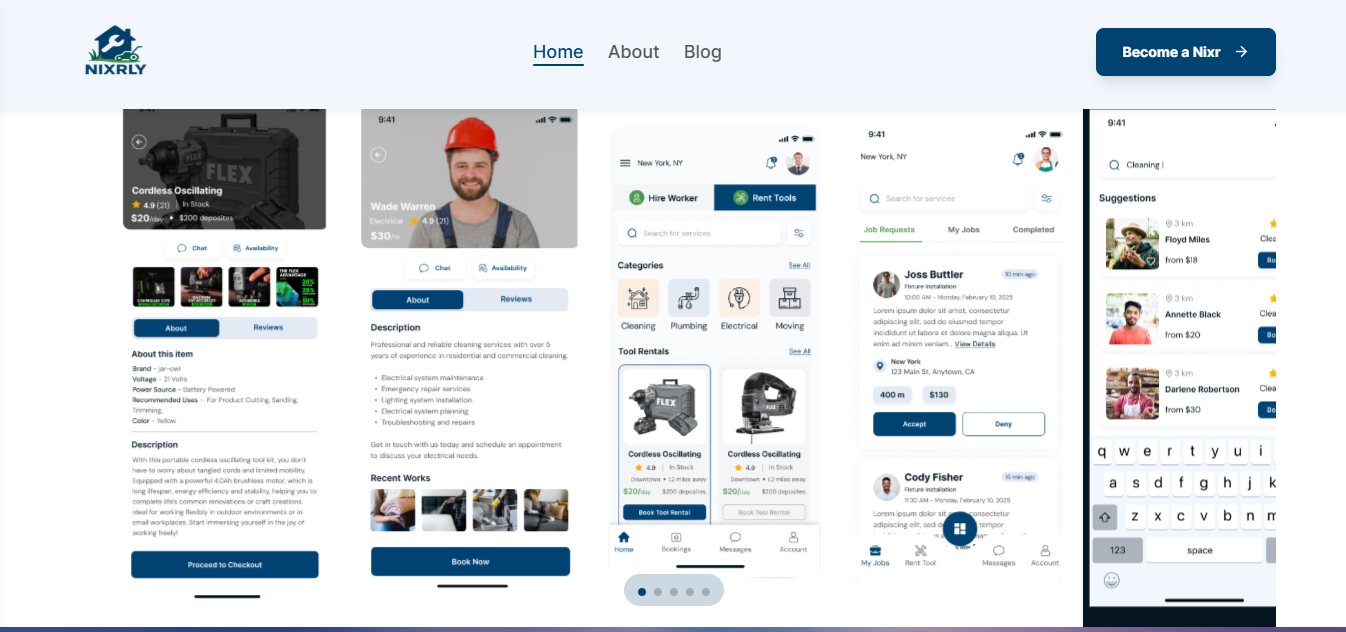 NIXRLY
Home
About
Blog
Become a Nixr
FLEX
Cordless Oscillating
4.9 (21)
In Stock
$20/day
$200 deposites
Chat
Availability
THE FLEX
ADVANTAGE
About
Reviews
About this item
Brand - jar-owl
Voltage - 21 Volts
Power Source - Battery Powered
Recommended Uses - For Product Cutting, Sanding,
Trimming,
Color - Yellow
Description
With this portable cordless oscillating tool kit, you don't
have to worry about tangled cords and limited mobility.
Equipped with a powerful 4.0Ah brushless motor, which is
long lifespan, energy efficiency and stability, helping you to
complete life's common renovations or craft creations.
Ideal for working flexibly in outdoor environments or in
small workplaces. Start immersing yourself in the joy of
working freely!
Proceed to Checkout
9:41
Wade Warren
Electrical
4.9 (21)
$30/hr
Chat
Availability
About
Reviews
Description
Professional and reliable cleaning services with over 5
years of experience in residential and commercial cleaning.
• Electrical system maintenance
• Emergency repair services
• Lighting system installation
• Electrical system planning
• Troubleshooting and repairs
Get in touch with us today and schedule an appointment
to discuss your electrical needs.
Recent Works
Book Now
New York, NY
Hire Worker
Rent Tools
Search for services
Categories
See All
Cleaning
Plumbing
Electrical
Moving
Tool Rentals
See All
FLEX
FLEX
Cordless Oscillating
4.9
In Stock
Downtown • 1.2 miles away
$20/day
$200 deposites
Book Tool Rental
Cordless Oscillating
4.9
In Stock
Downtown • 1.2 miles away
$20/day
$200 deposites
Book Tool Rental
Home
Bookings
Messages
Account
9:41
New York, NY
Search for services
Job Requests
My Jobs
Completed
Joss Buttler
10 min ago
Fixture Installation
10:00 AM - Monday, February 10, 2025
Lorem ipsum dolor sit amet, consectetur
adipiscing elit, sed do eiusmod tempor
incididunt ut labore et dolore magna aliqua. Ut
enim ad minim veniam.. View Details
New York
123 Main St, Anytown, CA
400 m
$130
Accept
Deny
Cody Fisher
15 min ago
Fixture Installation
11:30 AM - Monday, February 10, 2025
Lorem ipsum dolor sit
adipiscing elit, sed do
incididunt ut
My Jobs
Rent Tool
Messages
Account
9:41
Cleaning
Suggestions
3 km
Floyd Miles
Clea
from $18
Bo
3 km
Annette Black
Clea
from $20
Bo
3 km
Darlene Robertson
Clea
from $30
Bo
q w e r t y u i
a s d f g h j k
z x c v b n m
123
space